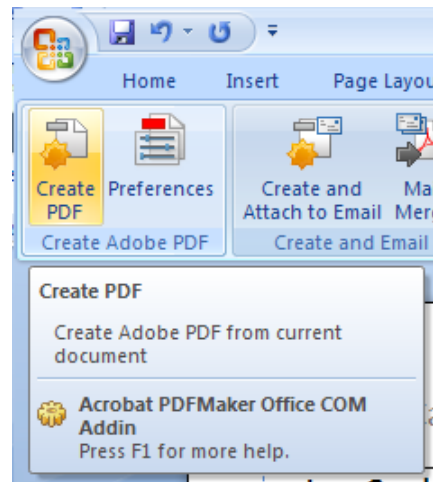 Home Insert Page Layou
Create Preferences Create and Ma
PDF Attach to Email Mer
Create Adobe PDF Create and Email
Create PDF
Create Adobe PDF from current
document
Acrobat PDFMaker Office COM
Addin
Press F1 for more help.